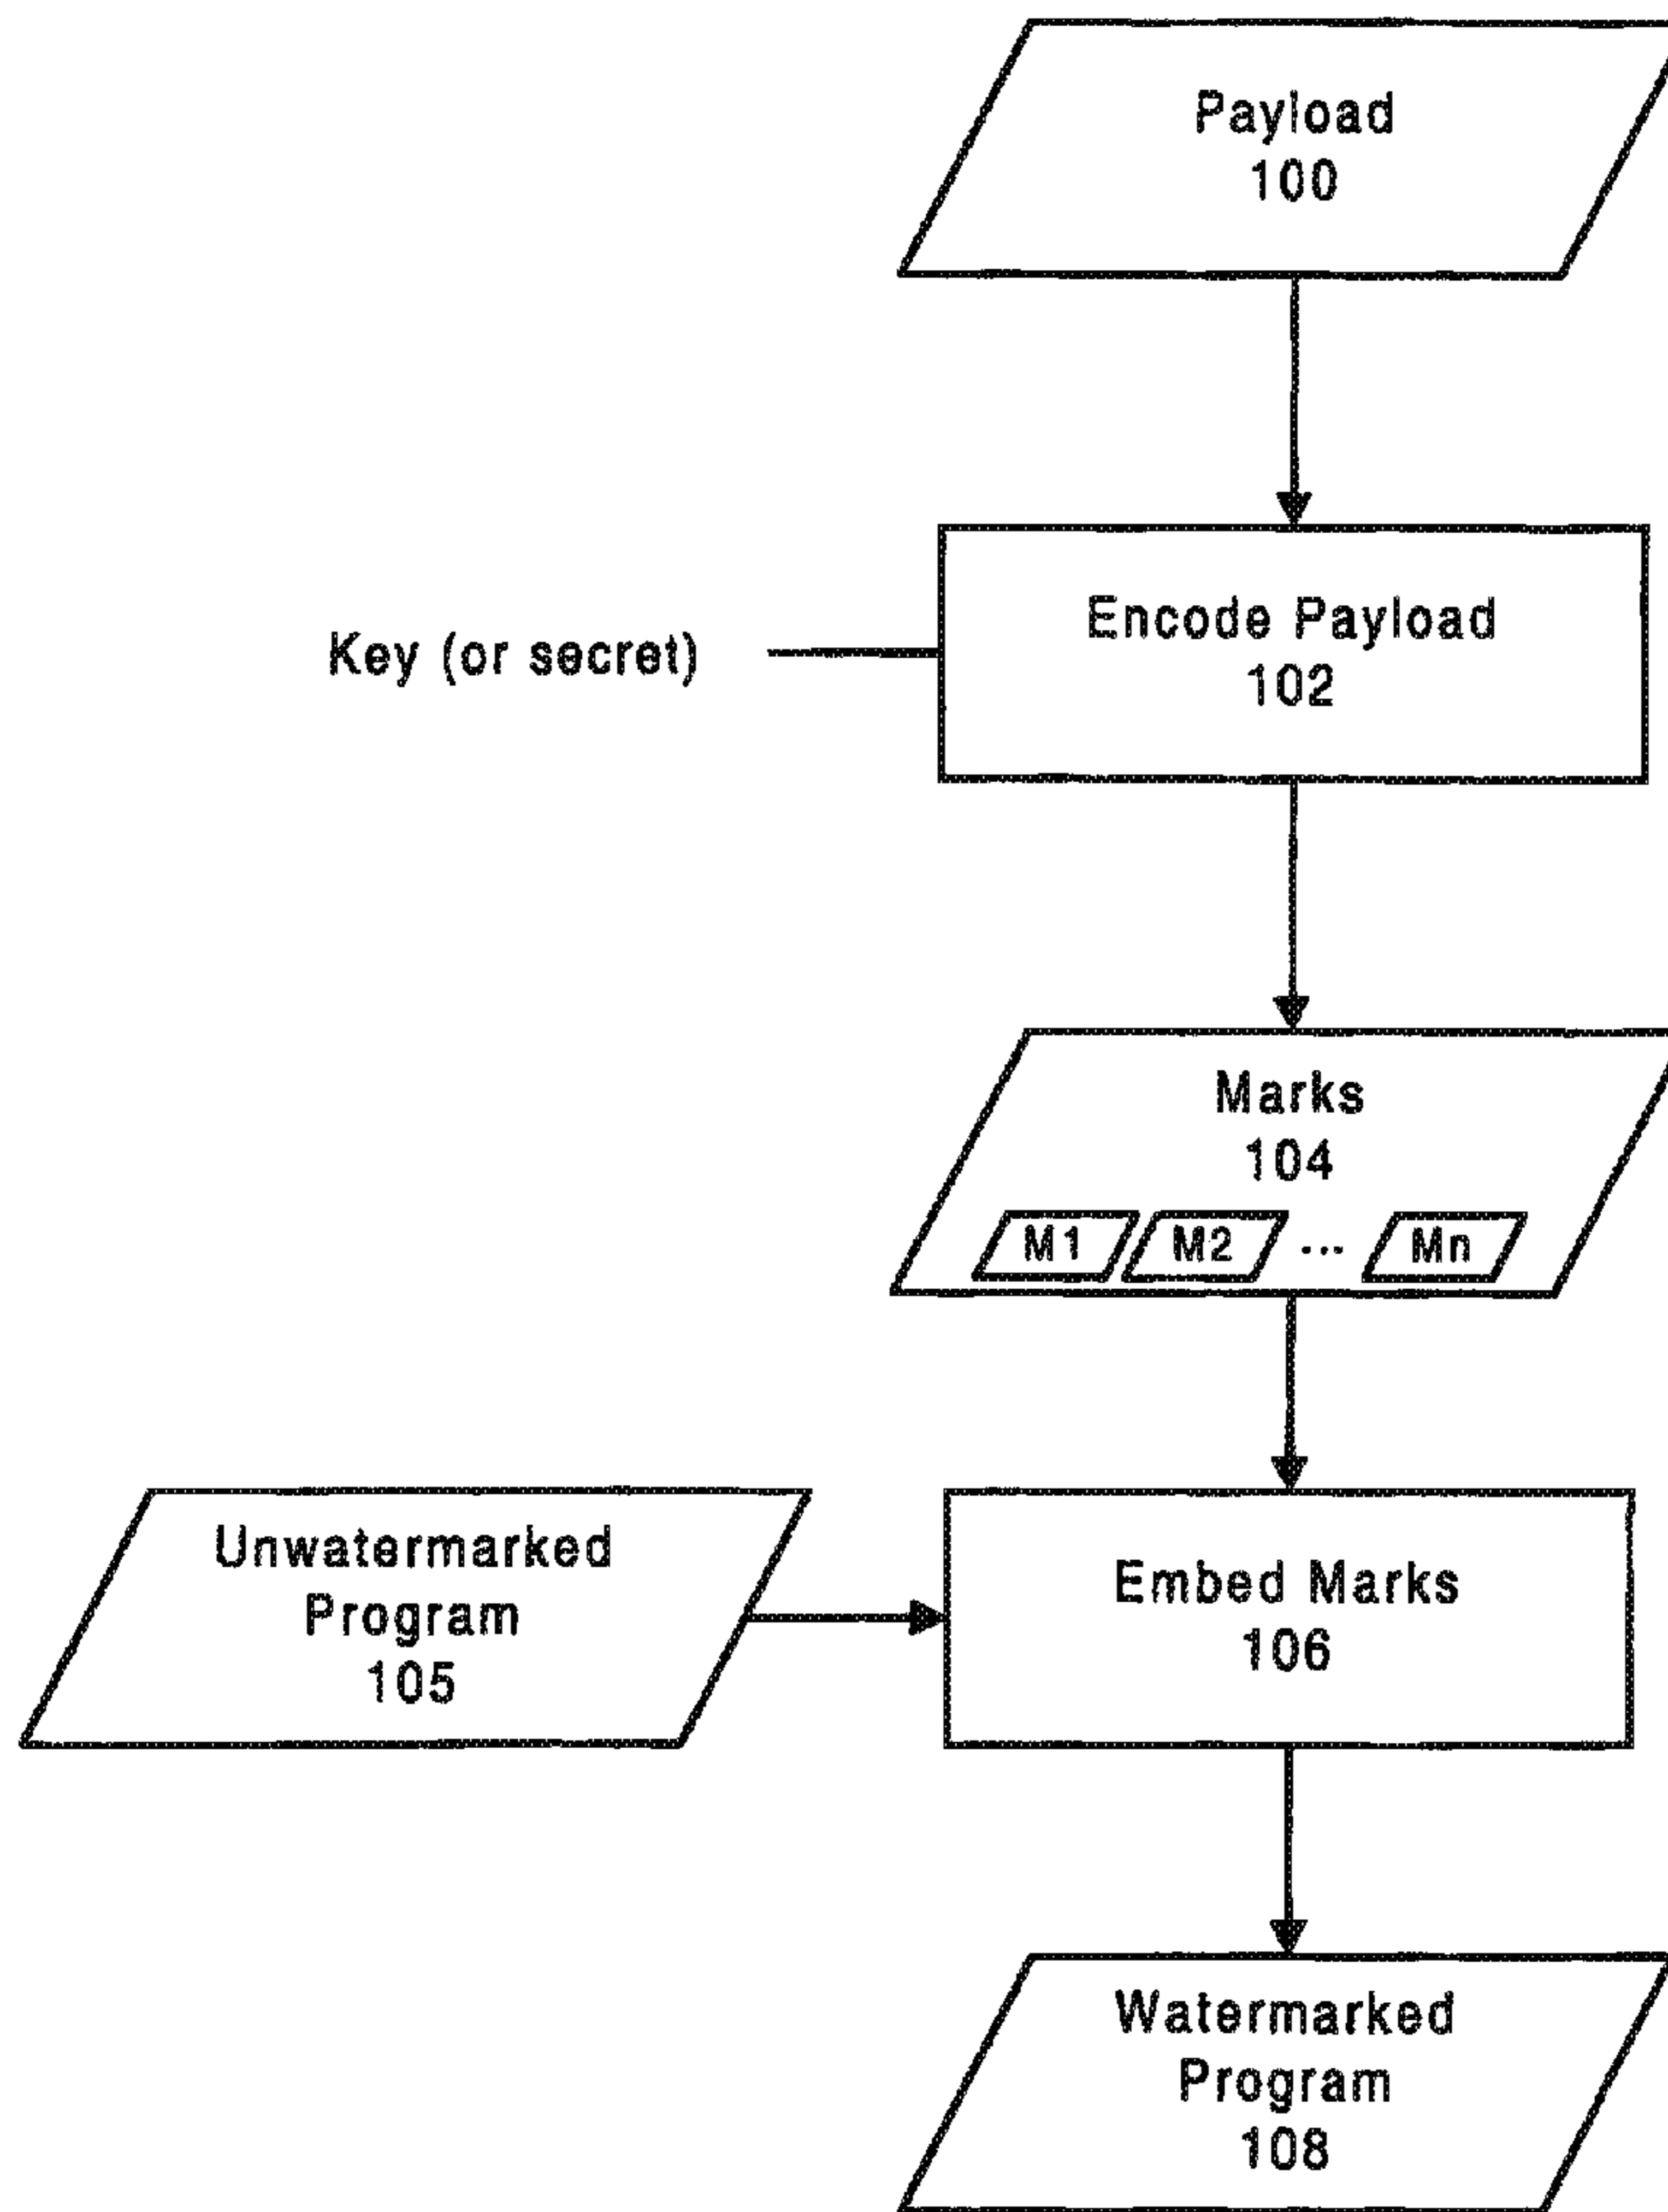 Payload
100
Encode Payload
102
Key (or secret)
Marks
104
M1 M2 ... Mn
Unwatermarked
Program
105
Embed Marks
106
Watermarked
Program
108